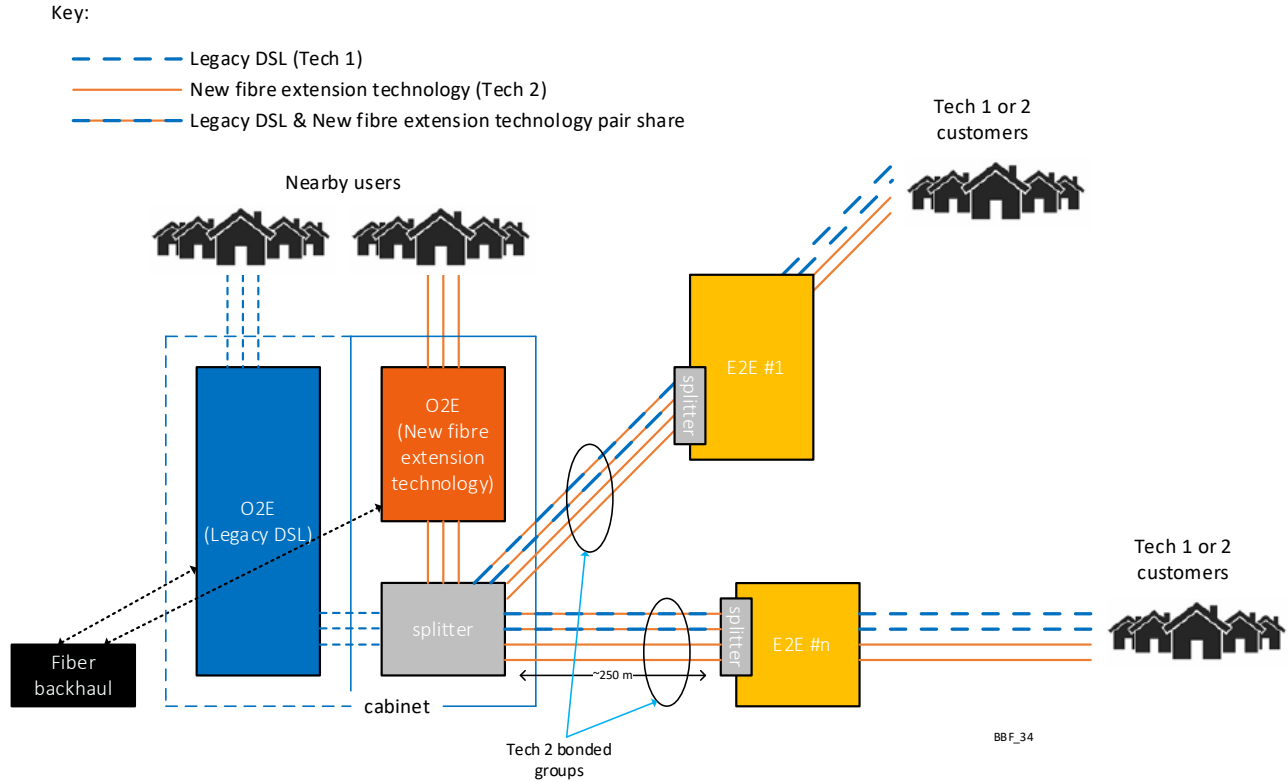 Key:
Legacy DSL (Tech 1)
New fibre extension technology (Tech 2)
Legacy DSL & New fibre extension technology pair share
Tech 1 or 2
customers
Nearby users
E2E #1
splitter
O2E
(New fibre
extension
technology)
O2E
(Legacy DSL)
Tech 1 or 2
customers
splitter
splitter
E2E #n
Fiber
backhaul
~250 m
cabinet
Tech 2 bonded
groups
BBF_34